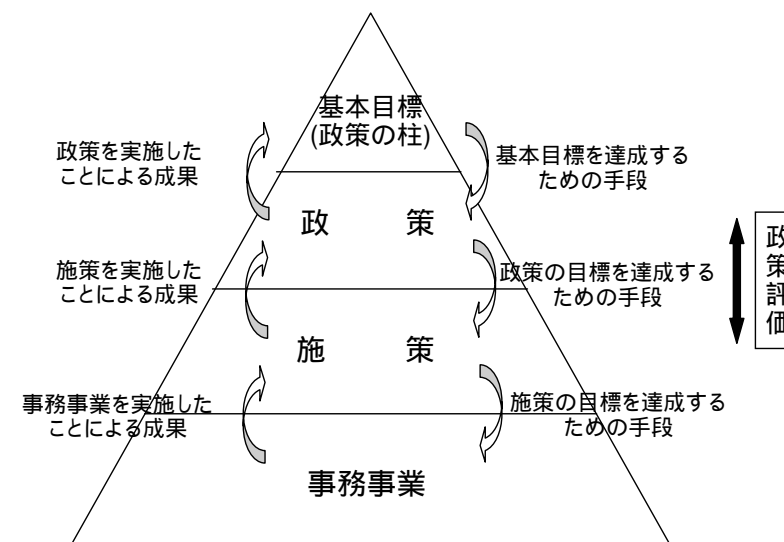 基本目標
(政策の柱)
政策を実施した
ことによる成果
基本目標を達成する
ための手段
政　　策
施策を実施した
ことによる成果
政策の目標を達成する
ための手段
政
策
評
価
施　　策
事務事業を実施した
ことによる成果
施策の目標を達成する
ための手段
事務事業